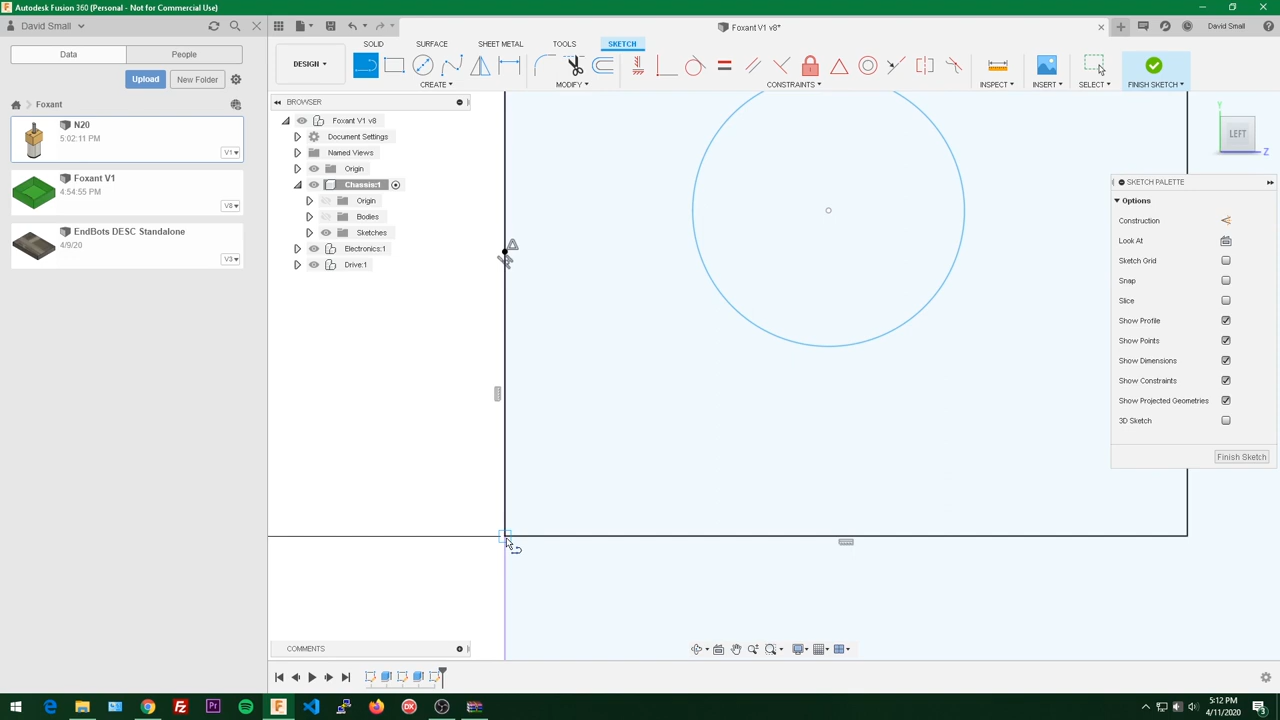 Autodesk Fusion 360 (Personal - Not for Commercial Use)
David Small
Foxant V1 v8*
David Small
Data
People
SOLID
SURFACE
SHEET METAL
TOOLS
SKETCH
DESIGN
CREATE
MODIFY
CONSTRAINTS
INSPECT
INSERT
SELECT
FINISH SKETCH
Upload
New Folder
Foxant
N20
5:02:11 PM
V1
Foxant V1
4:54:55 PM
V8
EndBots DESC Standalone
4/9/20
V3
BROWSER
Foxant V1 v8
Document Settings
Named Views
Origin
Chassis:1
Origin
Bodies
Sketches
Electronics:1
Drive:1
Y
LEFT
Z
SKETCH PALETTE
Options
Construction
Look At
Sketch Grid
Snap
Slice
Show Profile
Show Points
Show Dimensions
Show Constraints
Show Projected Geometries
3D Sketch
Finish Sketch
COMMENTS
5:12 PM
4/11/2020